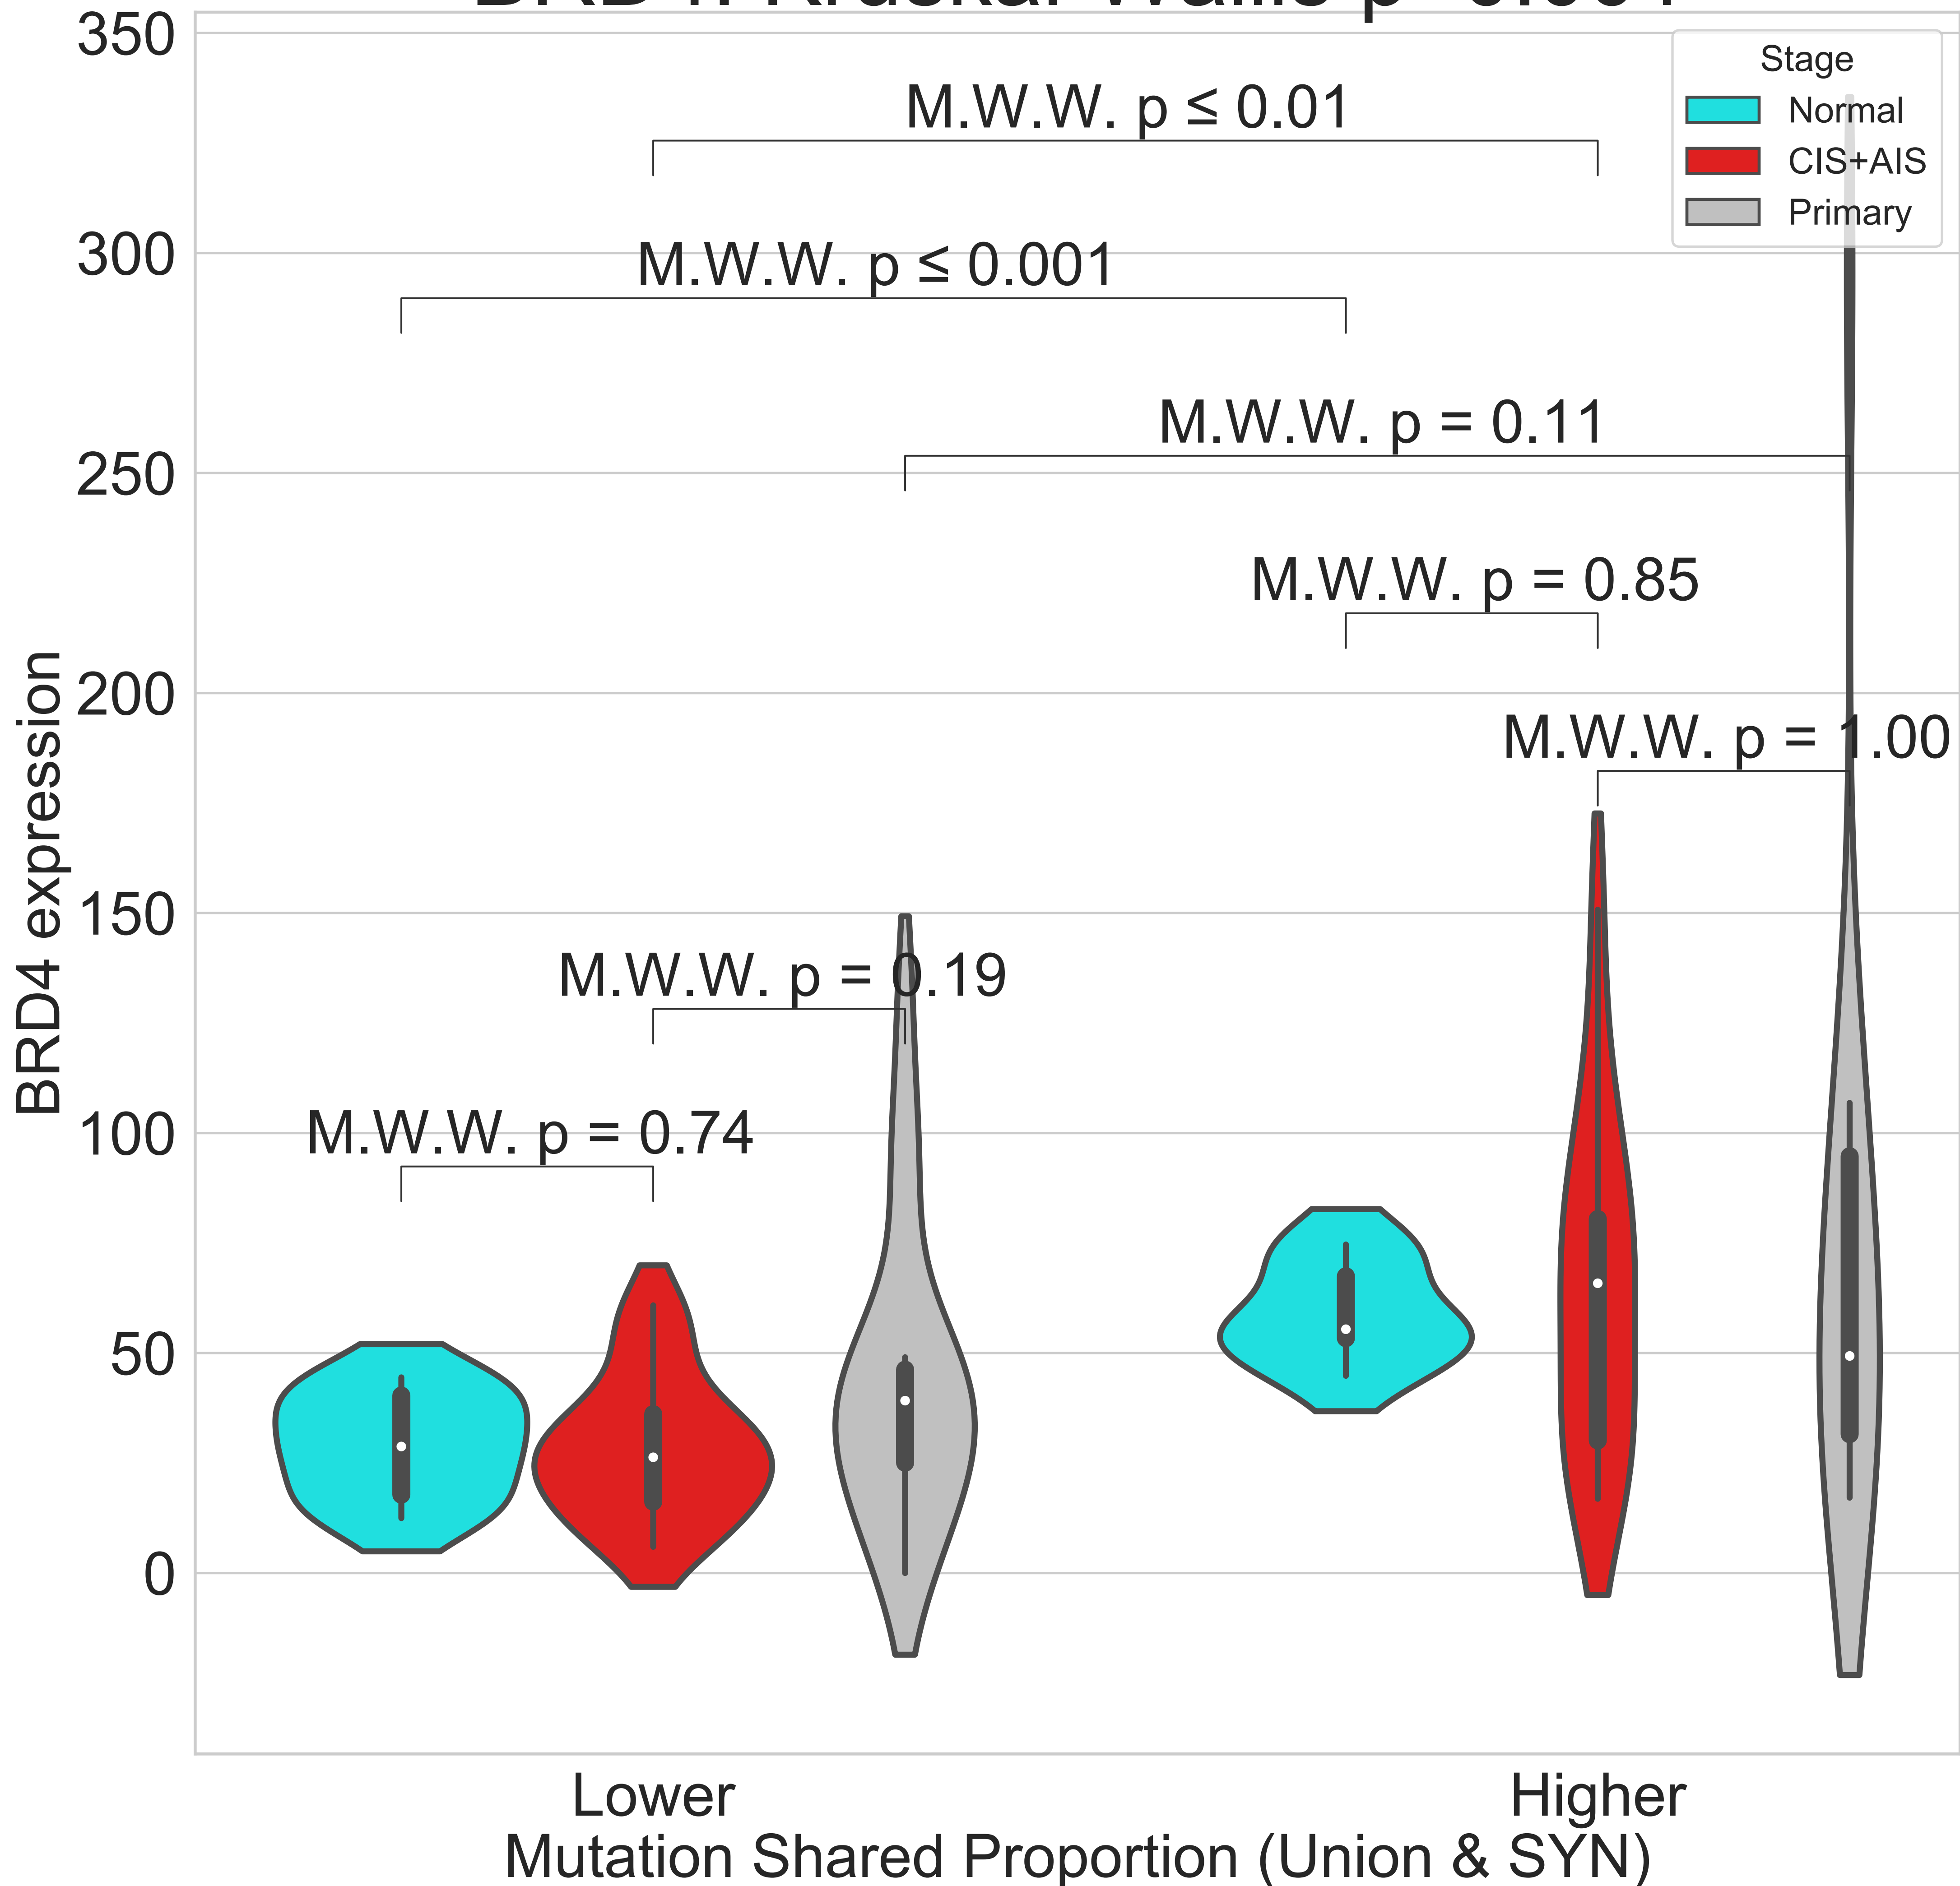 350
300
250
200
150
100
50
0
BRD4 expression
Stage
Normal
CIS+AIS
Primary
M.W.W. p ≤ 0.01
M.W.W. p ≤ 0.001
M.W.W. p = 0.11
M.W.W. p = 0.85
M.W.W. p = 1.00
M.W.W. p = 0.19
M.W.W. p = 0.74
Lower
Higher
Mutation Shared Proportion (Union & SYN)